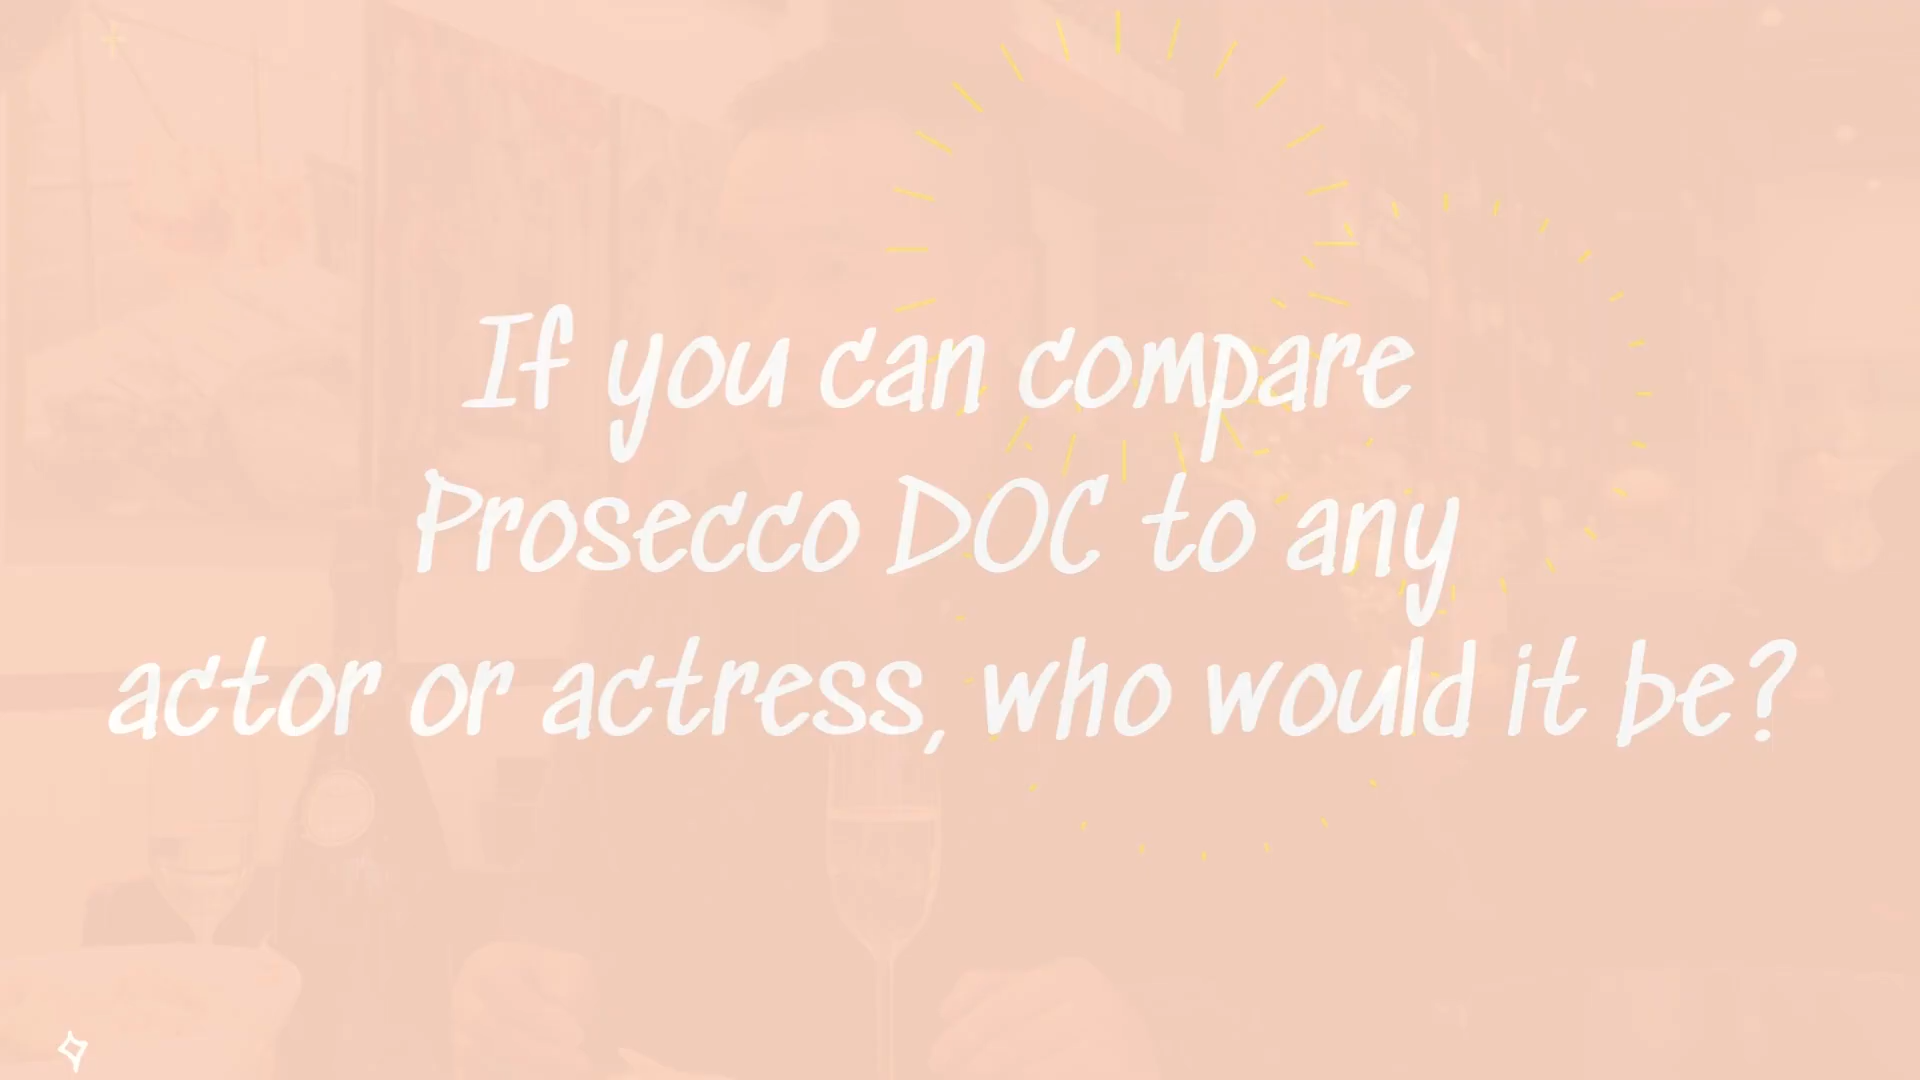 If you can compare
Prosecco DOC to any
actor or actress, who would it be?